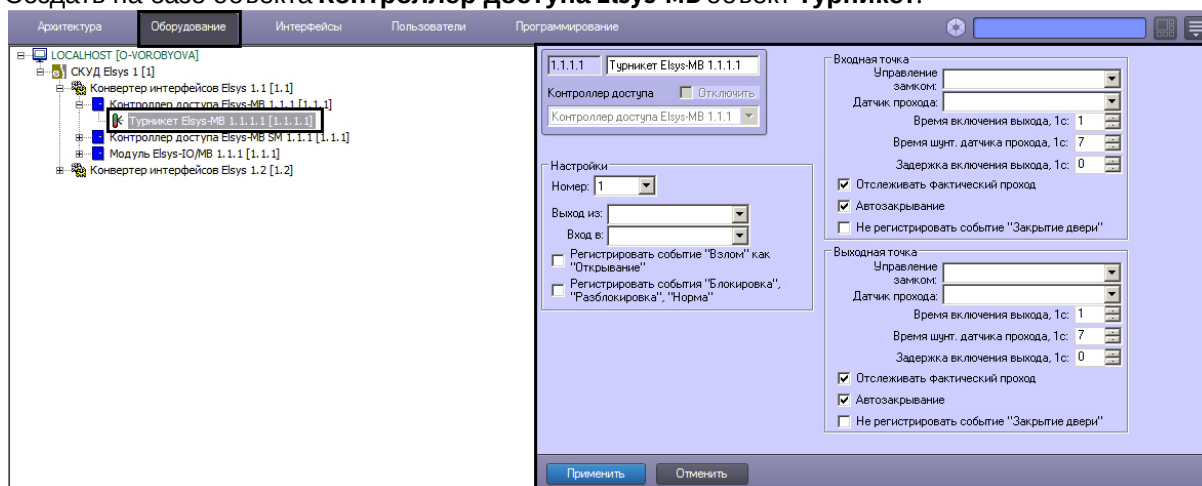 Создать на базе объекта Контроллер доступа Elsys-MB объект Турникет.
Архитектура Оборудование Интерфейсы Пользователи Программирование
LOCALHOST [O-VOROBYOVA]
СКУД Elsys 1 [1]
Конвертер интерфейсов Elsys 1.1 [1.1]
Контроллер доступа Elsys-MB 1.1.1 [1.1.1]
Турникет Elsys-MB 1.1.1.1 [1.1.1.1]
Контроллер доступа Elsys-MB SM 1.1.1 [1.1.1]
Модуль Elsys-IO/MB 1.1.1 [1.1.1]
Конвертер интерфейсов Elsys 1.2 [1.2]
1.1.1.1 Турникет Elsys-MB 1.1.1.1
Контроллер доступа Отключить
Контроллер доступа Elsys-MB 1.1.1
Настройки
Номер: 1
Выход из:
Вход в:
Регистрировать событие "Взлом" как
"Открывание"
Регистрировать события "Блокировка",
"Разблокировка", "Норма"
Входная точка
Управление
замком:
Датчик прохода:
Время включения выхода, 1с: 1
Время шунт. датчика прохода, 1с: 7
Задержка включения выхода, 1с: 0
Отслеживать фактический проход
Автозакрывание
Не регистрировать событие "Закрытие двери"
Выходная точка
Управление
замком:
Датчик прохода:
Время включения выхода, 1с: 1
Время шунт. датчика прохода, 1с: 7
Задержка включения выхода, 1с: 0
Отслеживать фактический проход
Автозакрывание
Не регистрировать событие "Закрытие двери"
Применить Отменить